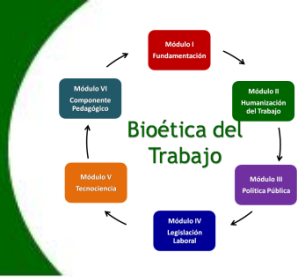 Módulo I
Fundamentación
Módulo II
Humanización
del Trabajo
Módulo III
Política Pública
Módulo IV
Legislación
Laboral
Módulo V
Tecnociencia
Módulo VI
Componente
Pedagógico
Bioética del
Trabajo